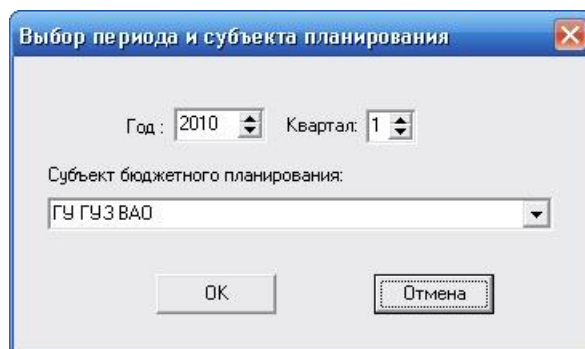 Выбор периода и субъекта планирования
Год : 2010 Квартал: 1
Субъект бюджетного планирования:
ГУ ГУЗ ВАО
OK Отмена